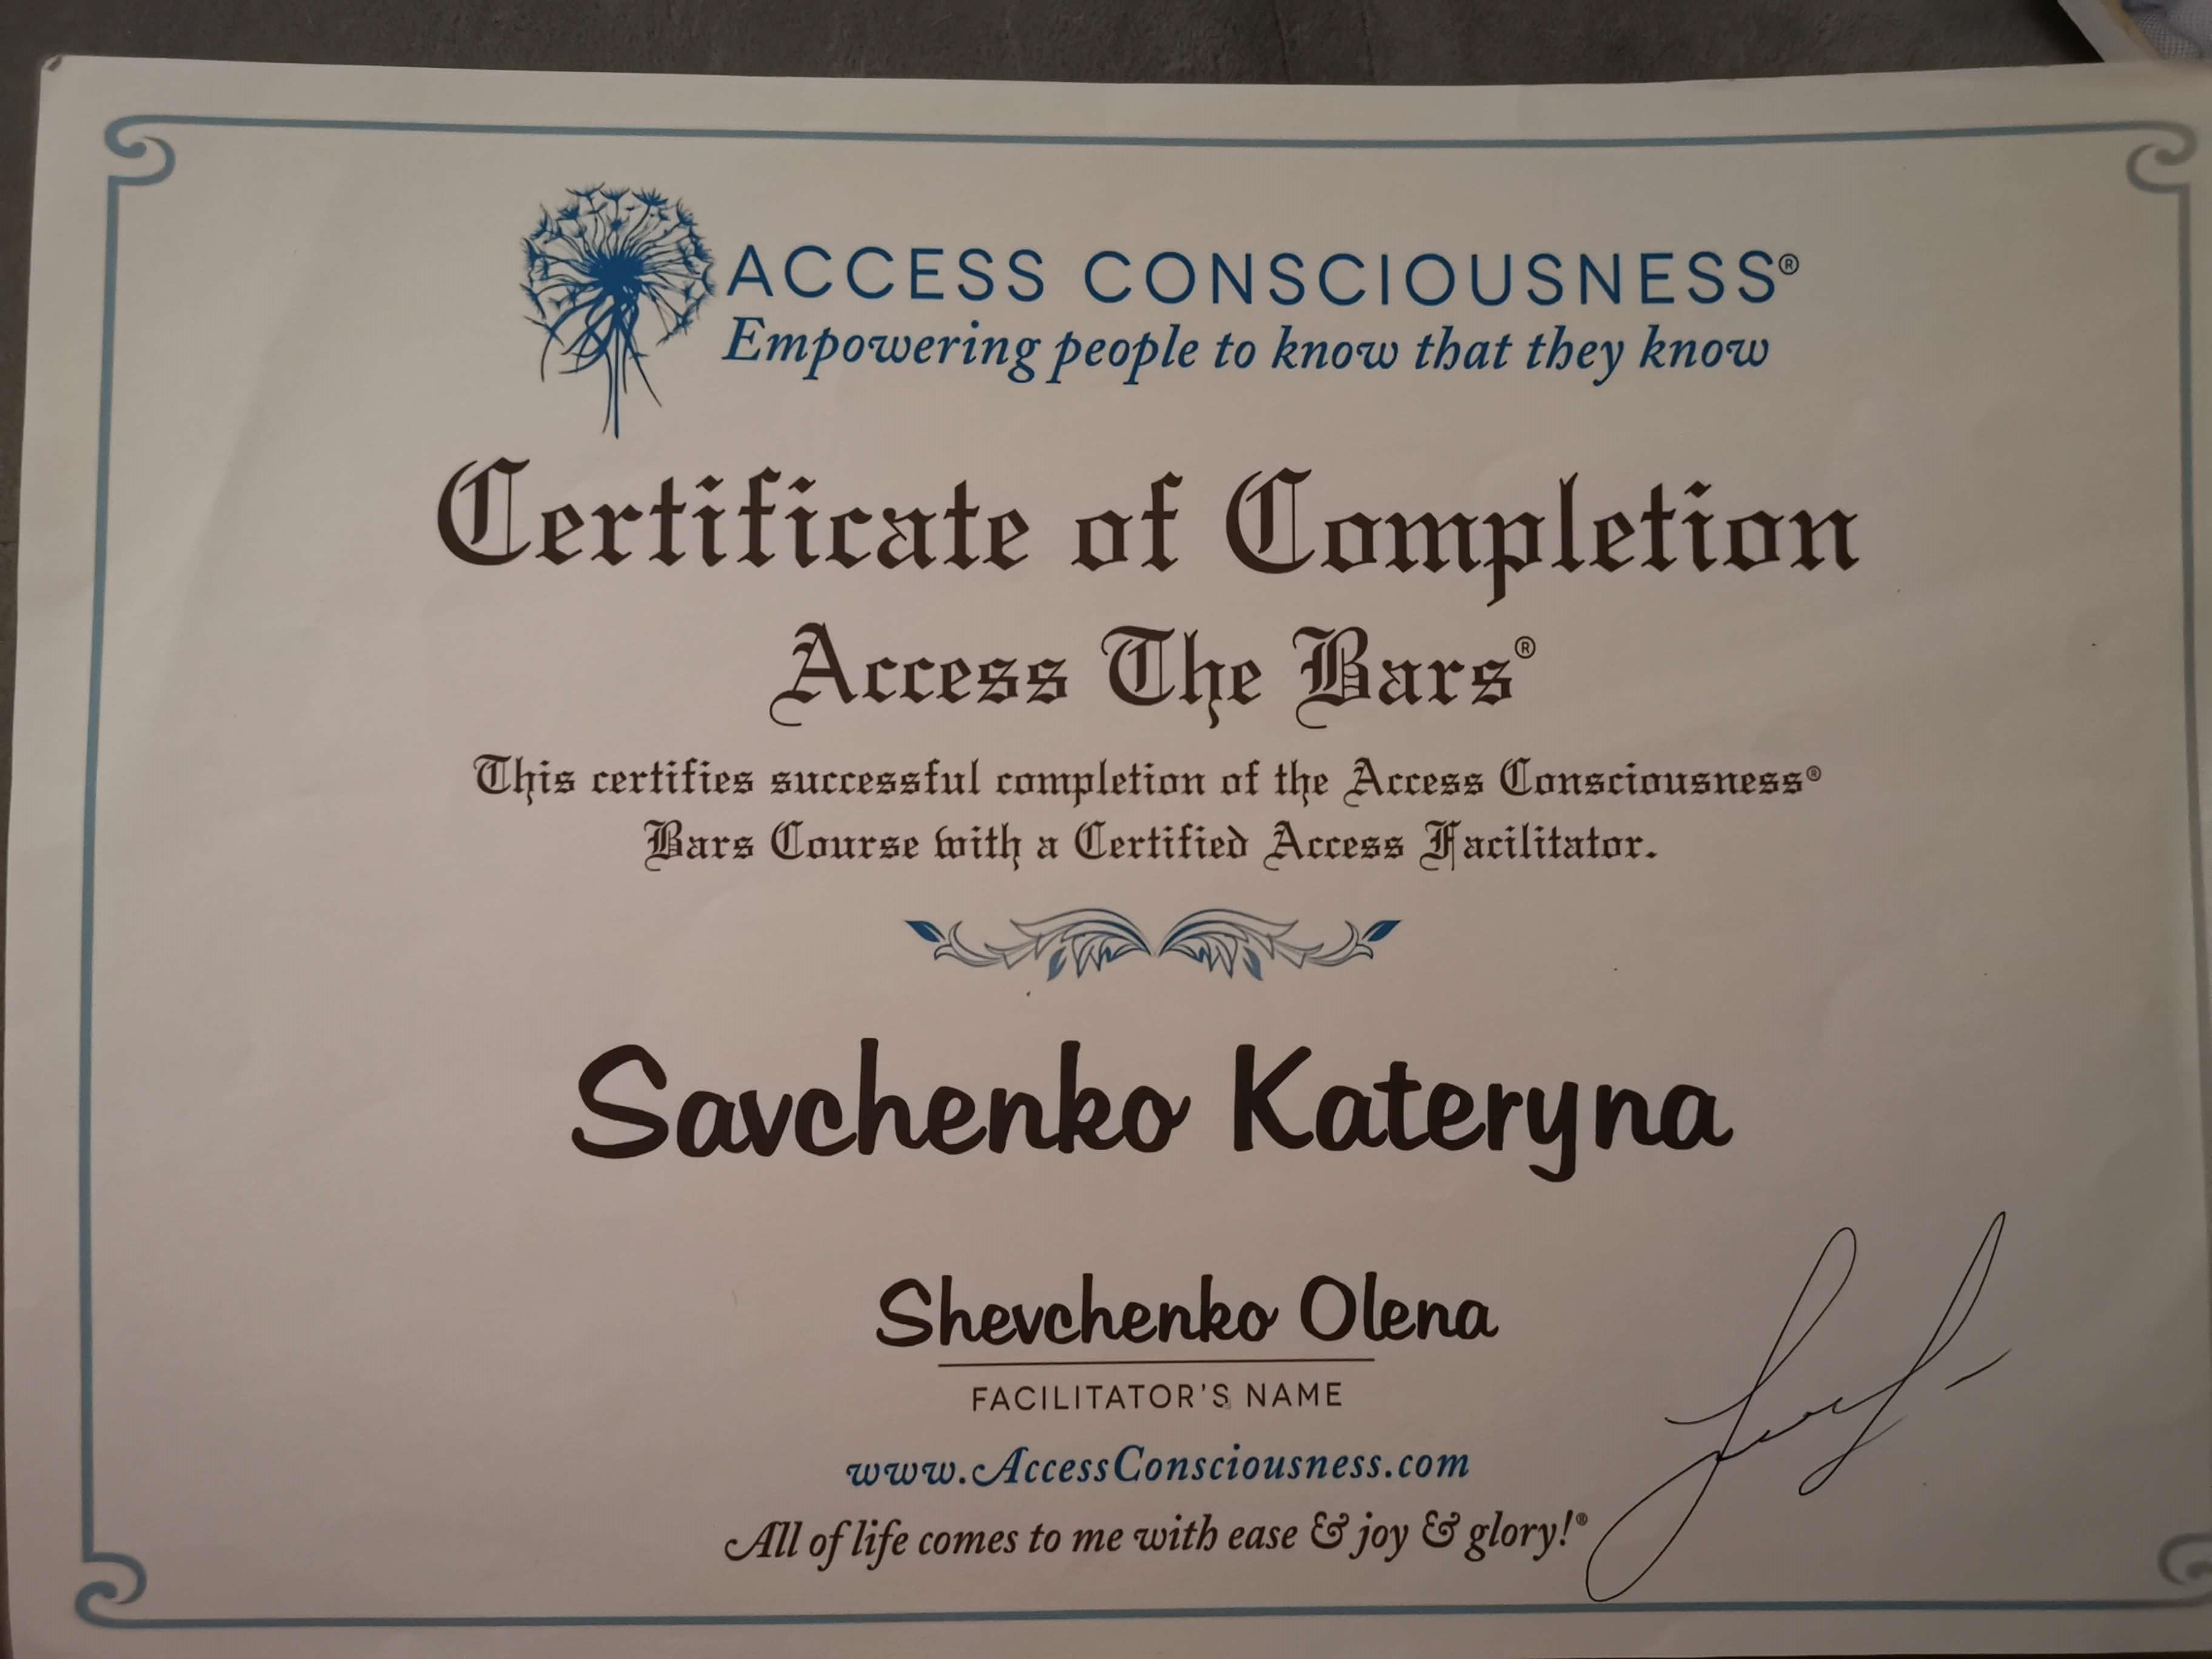 ACCESS CONSCIOUSNESS®
Empowering people to know that they know
Certificate of Completion
Access The Bars®
This certifies successful completion of the Access Consciousness®
Bars Course with a Certified Access Facilitator.
Savchenko Kateryna
Shevchenko Olena
FACILITATOR'S NAME
www.AccessConsciousness.com
All of life comes to me with ease & joy & glory!®